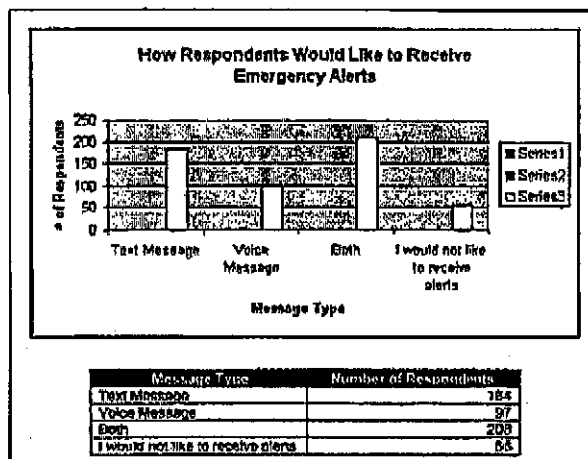 How Respondents Would Like to Receive
Emergency Alerts
# of Respondents
250
200
150
100
50
0
Text Message
Voice
Message
Both
I would not like
to receive
alerts
Message Type
Series1
Series2
Series3
Message Type Number of Respondents
Text Message 184
Voice Message 97
Both
I would not like to receive alerts